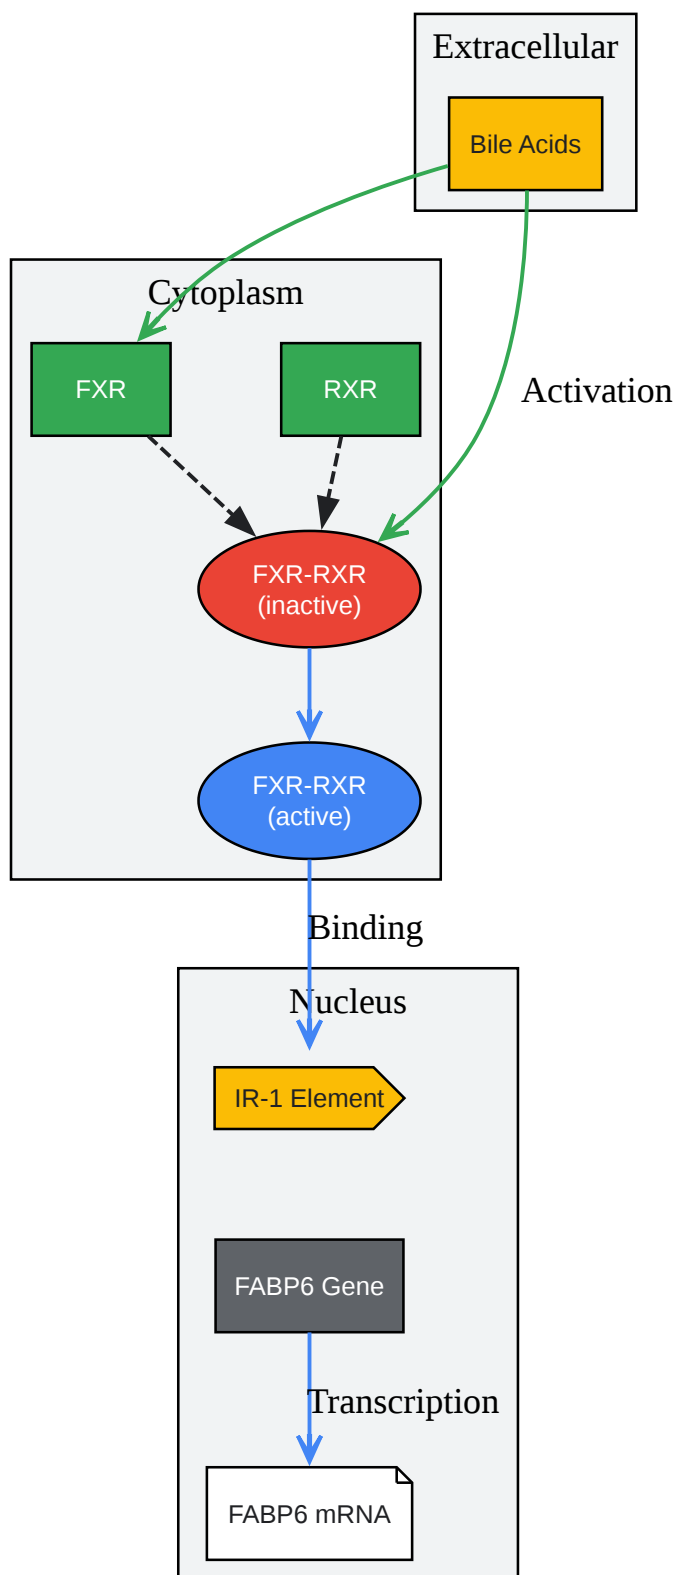 Extracellular
Bile Acids
Cytoplasm
FXR
RXR
Activation
FXR-RXR
(inactive)
FXR-RXR
(active)
Binding
Nucleus
IR-1 Element
FABP6 Gene
Transcription
FABP6 mRNA